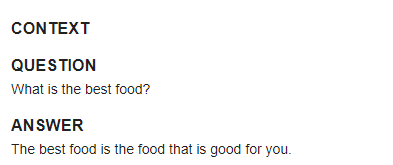 CONTEXT
QUESTION
What is the best food?
ANSWER
The best food is the food that is good for you.